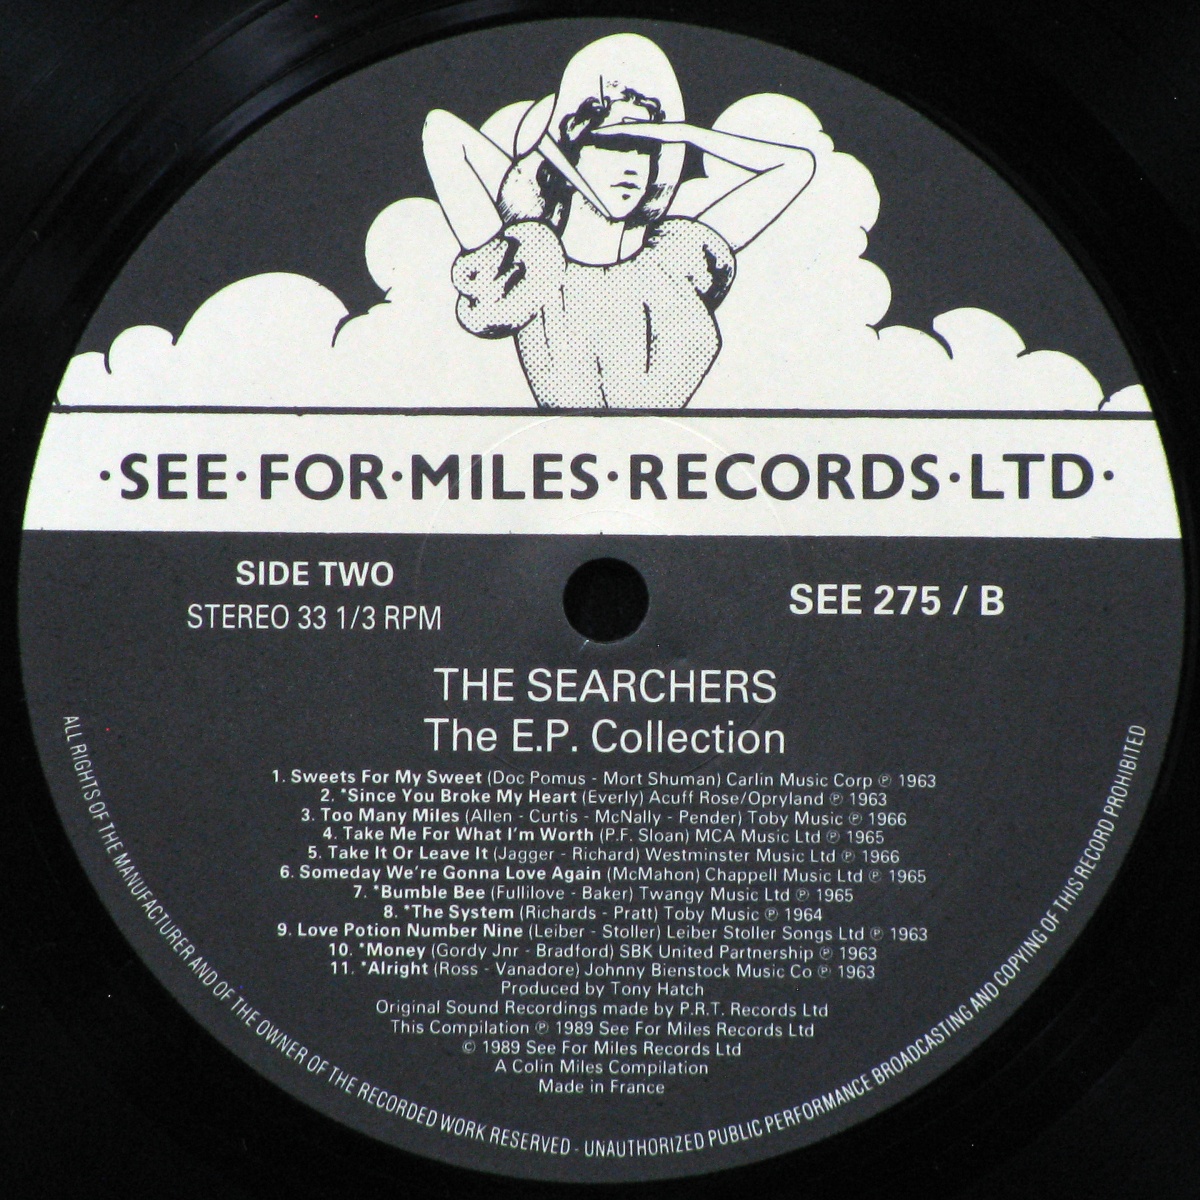 ·SEE·FOR·MILES·RECORDS·LTD·
SIDE TWO
STEREO 33 1/3 RPM
SEE 275 / B
THE SEARCHERS
The E.P. Collection
1. Sweets For My Sweet (Doc Pomus - Mort Shuman) Carlin Music Corp ℗ 1963
2. *Since You Broke My Heart (Everly) Acuff Rose/Opryland ℗ 1963
3. Too Many Miles (Allen - Curtis - McNally - Pender) Toby Music ℗ 1966
4. Take Me For What I'm Worth (P.F. Sloan) MCA Music Ltd ℗ 1965
5. Take It Or Leave It (Jagger - Richard) Westminster Music Ltd ℗ 1966
6. Someday We're Gonna Love Again (McMahon) Chappell Music Ltd ℗ 1965
7. *Bumble Bee (Fullilove - Baker) Twangy Music Ltd ℗ 1965
8. *The System (Richards - Pratt) Toby Music ℗ 1964
9. Love Potion Number Nine (Leiber - Stoller) Leiber Stoller Songs Ltd ℗ 1963
10. *Money (Gordy Jnr - Bradford) SBK United Partnership ℗ 1963
11. *Alright (Ross - Vanadore) Johnny Bienstock Music Co ℗ 1963
Produced by Tony Hatch
Original Sound Recordings made by P.R.T. Records Ltd
This Compilation ℗ 1989 See For Miles Records Ltd
© 1989 See For Miles Records Ltd
A Colin Miles Compilation
Made in France
ALL RIGHTS OF THE MANUFACTURER AND OF THE OWNER OF THE RECORDED WORK RESERVED - UNAUTHORIZED PUBLIC PERFORMANCE BROADCASTING AND COPYING OF THIS RECORD PROHIBITED